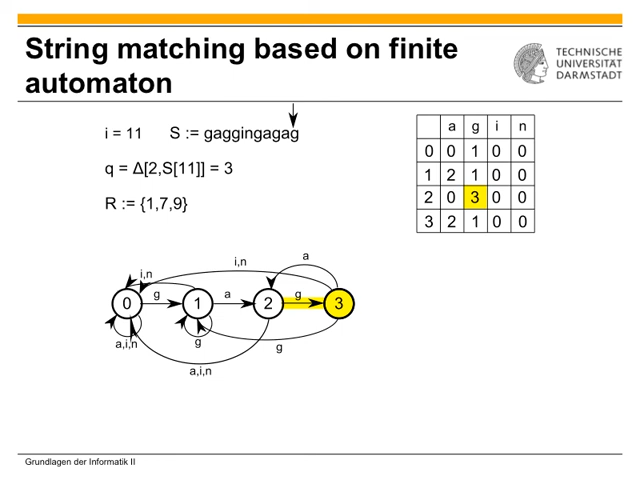 String matching based on finite
automaton
TECHNISCHE
UNIVERSITÄT
DARMSTADT
i = 11 S := gaggingagag
q = Δ[2,S[11]] = 3
R := {1,7,9}
a g i n
0 0 1 0 0
1 2 1 0 0
2 0 3 0 0
3 2 1 0 0
a
i,n
i,n
g a g
0 1 2 3
a,i,n g g
a,i,n
Grundlagen der Informatik II